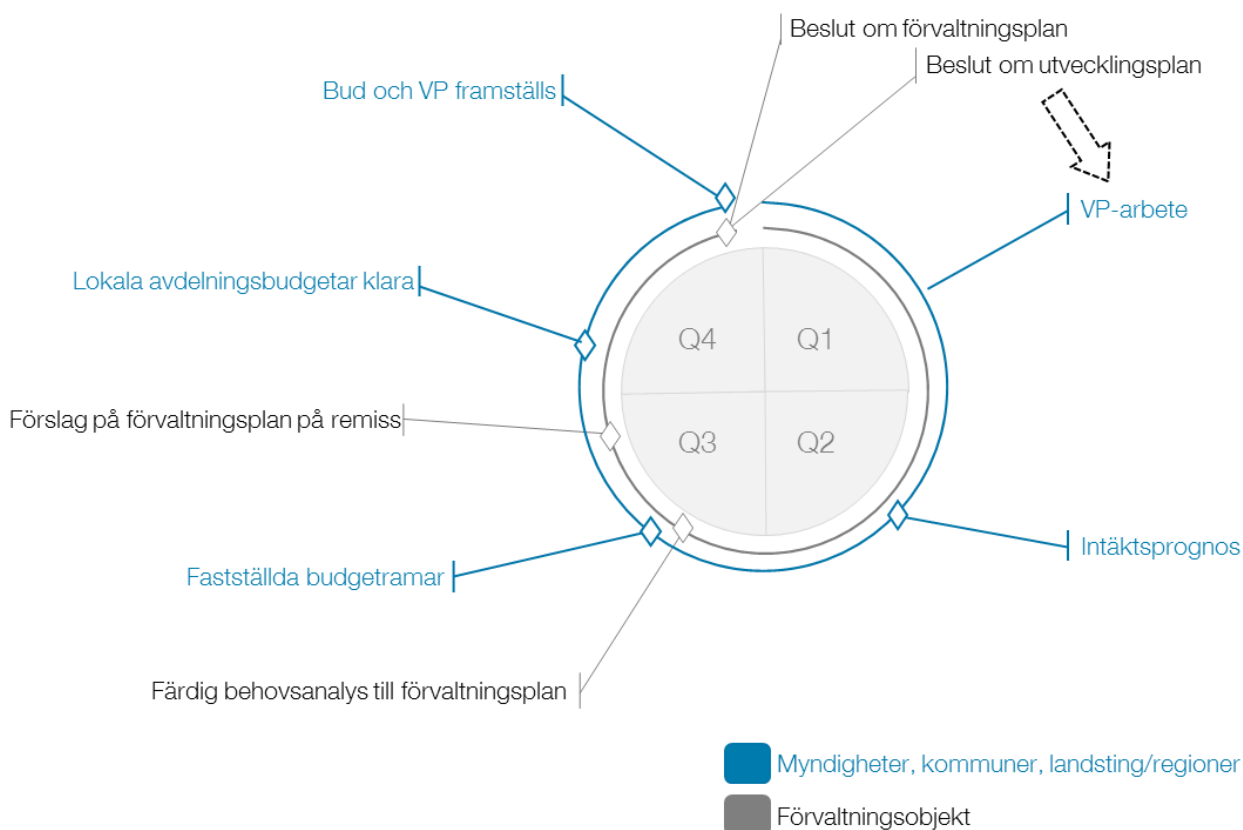 Beslut om förvaltningsplan
Beslut om utvecklingsplan
Bud och VP framställs
VP-arbete
Lokala avdelningsbudgetar klara
Q4
Q1
Förslag på förvaltningsplan på remiss
Q3
Q2
Intäktsprognos
Fastställda budgetramar
Färdig behovsanalys till förvaltningsplan
Myndigheter, kommuner, landsting/regioner
Förvaltningsobjekt